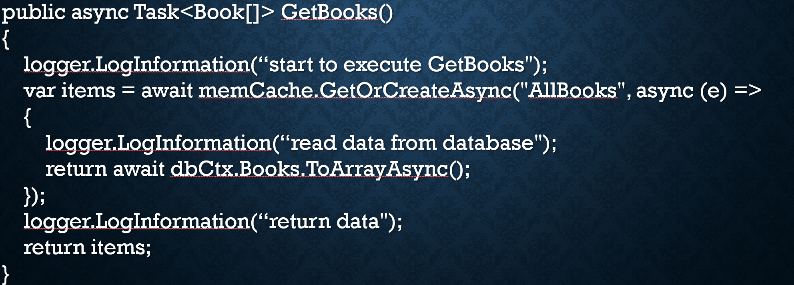 public async Task<Book[]> GetBooks()
{
logger.LogInformation(“start to execute GetBooks");
var items = await memCache.GetOrCreateAsync("AllBooks", async (e) =>
{
logger.LogInformation(“read data from database");
return await dbCtx.Books.ToArrayAsync();
});
logger.LogInformation(“return data");
return items;
}